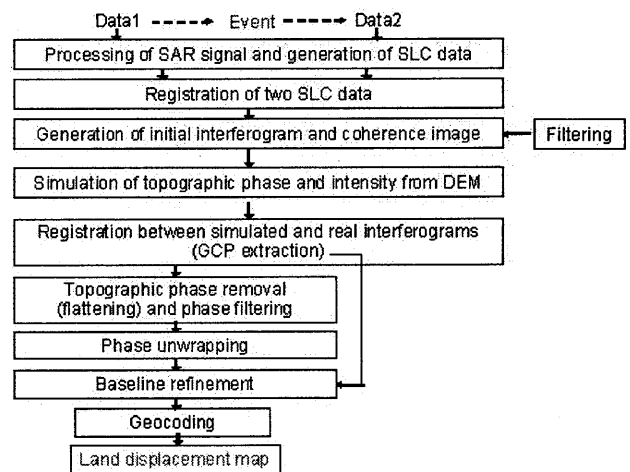 Data1 Event Data2
Processing of SAR signal and generation of SLC data
Registration of two SLC data
Generation of initial interferogram and coherence image
Filtering
Simulation of topographic phase and intensity from DEM
Registration between simulated and real interferograms
(GCP extraction)
Topographic phase removal
(flattening) and phase filtering
Phase unwrapping
Baseline refinement
Geocoding
Land displacement map